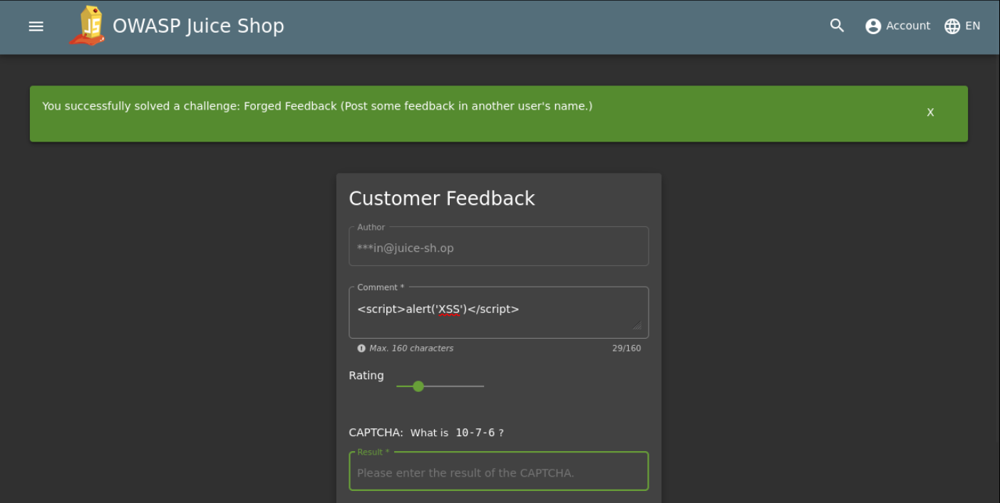 OWASP Juice Shop
Account
EN
You successfully solved a challenge: Forged Feedback (Post some feedback in another user's name.)
X
Customer Feedback
Author
***in@juice-sh.op
Comment *
<script>alert('XSS')</script>
Max. 160 characters
29/160
Rating
CAPTCHA: What is 10-7-6 ?
Result *
Please enter the result of the CAPTCHA.